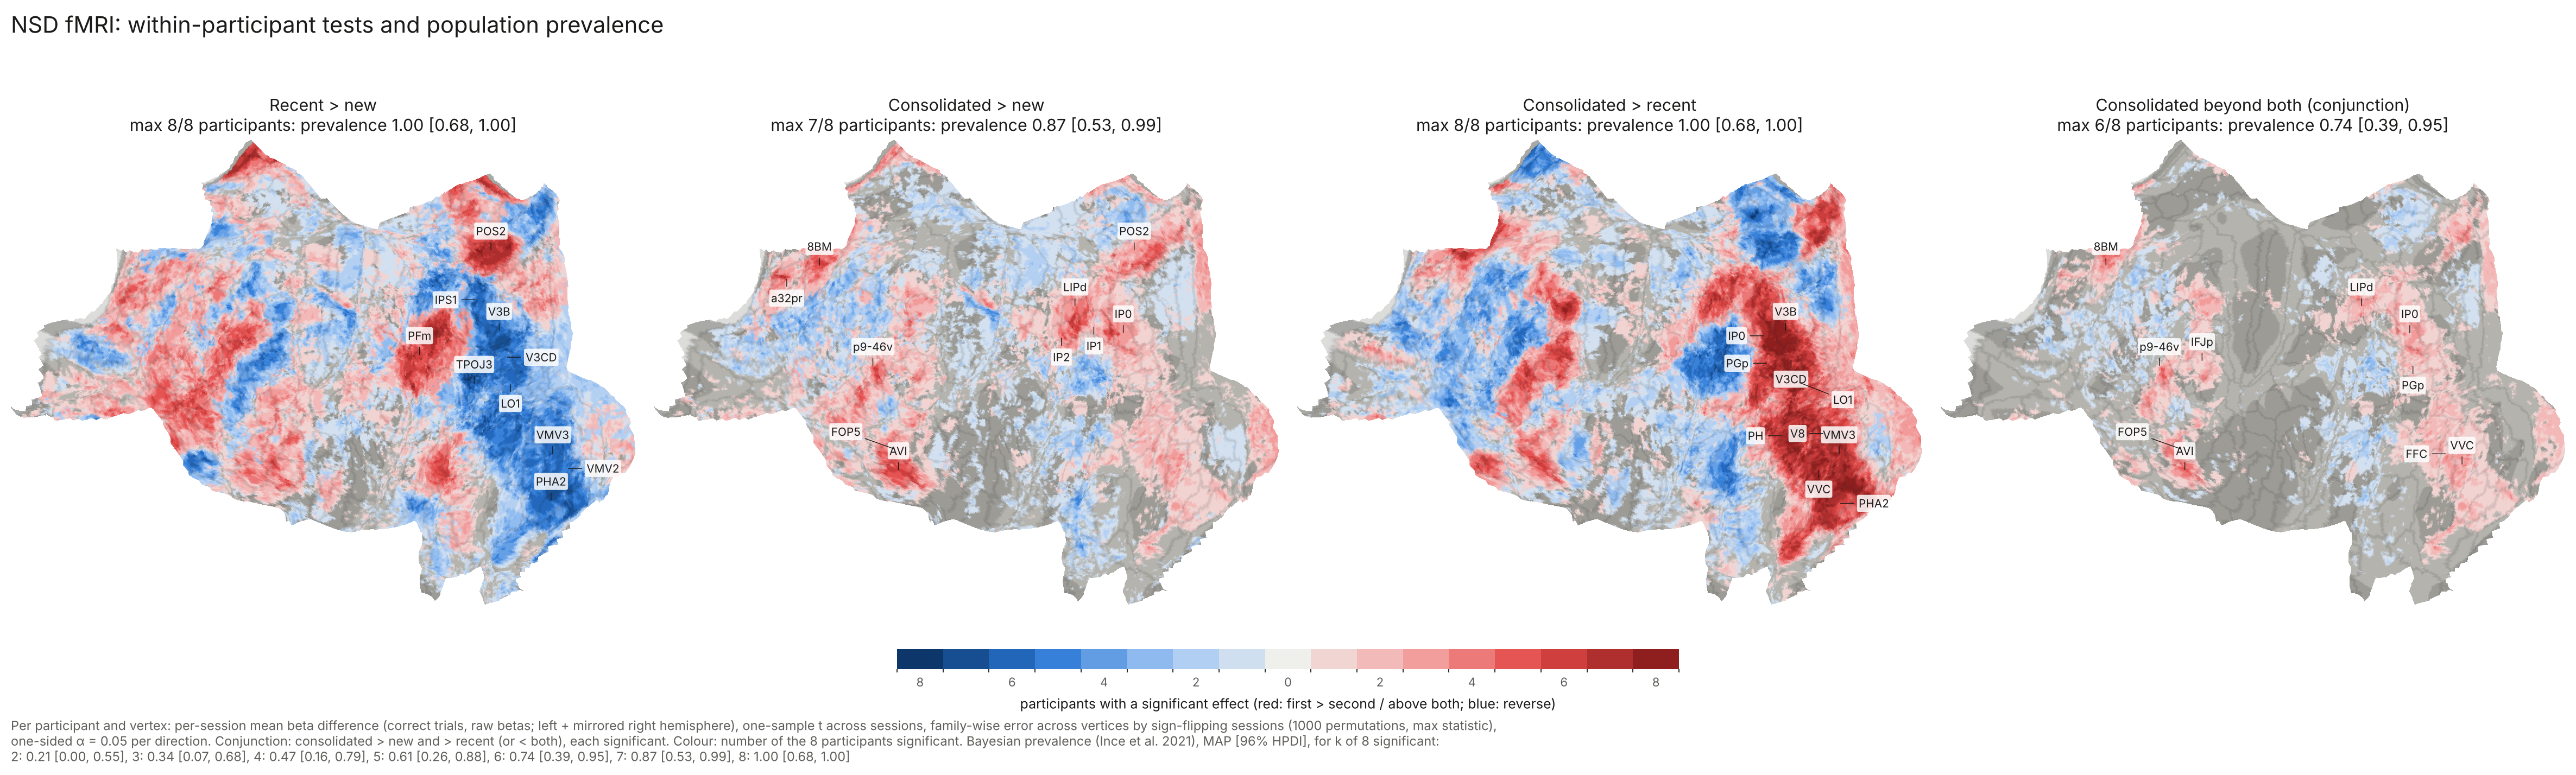 NSD fMRI: within-participant tests and population prevalence
Recent > new
max 8/8 participants: prevalence 1.00 [0.68, 1.00]
POS2
IPS1
V3B
PFm
TPOJ3
V3CD
LO1
VMV3
VMV2
PHA2
Consolidated > new
max 7/8 participants: prevalence 0.87 [0.53, 0.99]
8BM
POS2
a32pr
LIPd
IP0
p9-46v
IP1
IP2
FOP5
AVI
Consolidated > recent
max 8/8 participants: prevalence 1.00 [0.68, 1.00]
V3B
IP0
PGp
V3CD
LO1
PH
V8
VMV3
VVC
PHA2
Consolidated beyond both (conjunction)
max 6/8 participants: prevalence 0.74 [0.39, 0.95]
8BM
LIPd
IP0
p9-46v
IFJp
PGp
FOP5
AVI
FFC
VVC
8 6 4 2 0 2 4 6 8
participants with a significant effect (red: first > second / above both; blue: reverse)
Per participant and vertex: per-session mean beta difference (correct trials, raw betas; left + mirrored right hemisphere), one-sample t across sessions, family-wise error across vertices by sign-flipping sessions (1000 permutations, max statistic),
one-sided α = 0.05 per direction. Conjunction: consolidated > new and > recent (or < both), each significant. Colour: number of the 8 participants significant. Bayesian prevalence (Ince et al. 2021), MAP [96% HPDI], for k of 8 significant:
2: 0.21 [0.00, 0.55], 3: 0.34 [0.07, 0.68], 4: 0.47 [0.16, 0.79], 5: 0.61 [0.26, 0.88], 6: 0.74 [0.39, 0.95], 7: 0.87 [0.53, 0.99], 8: 1.00 [0.68, 1.00]